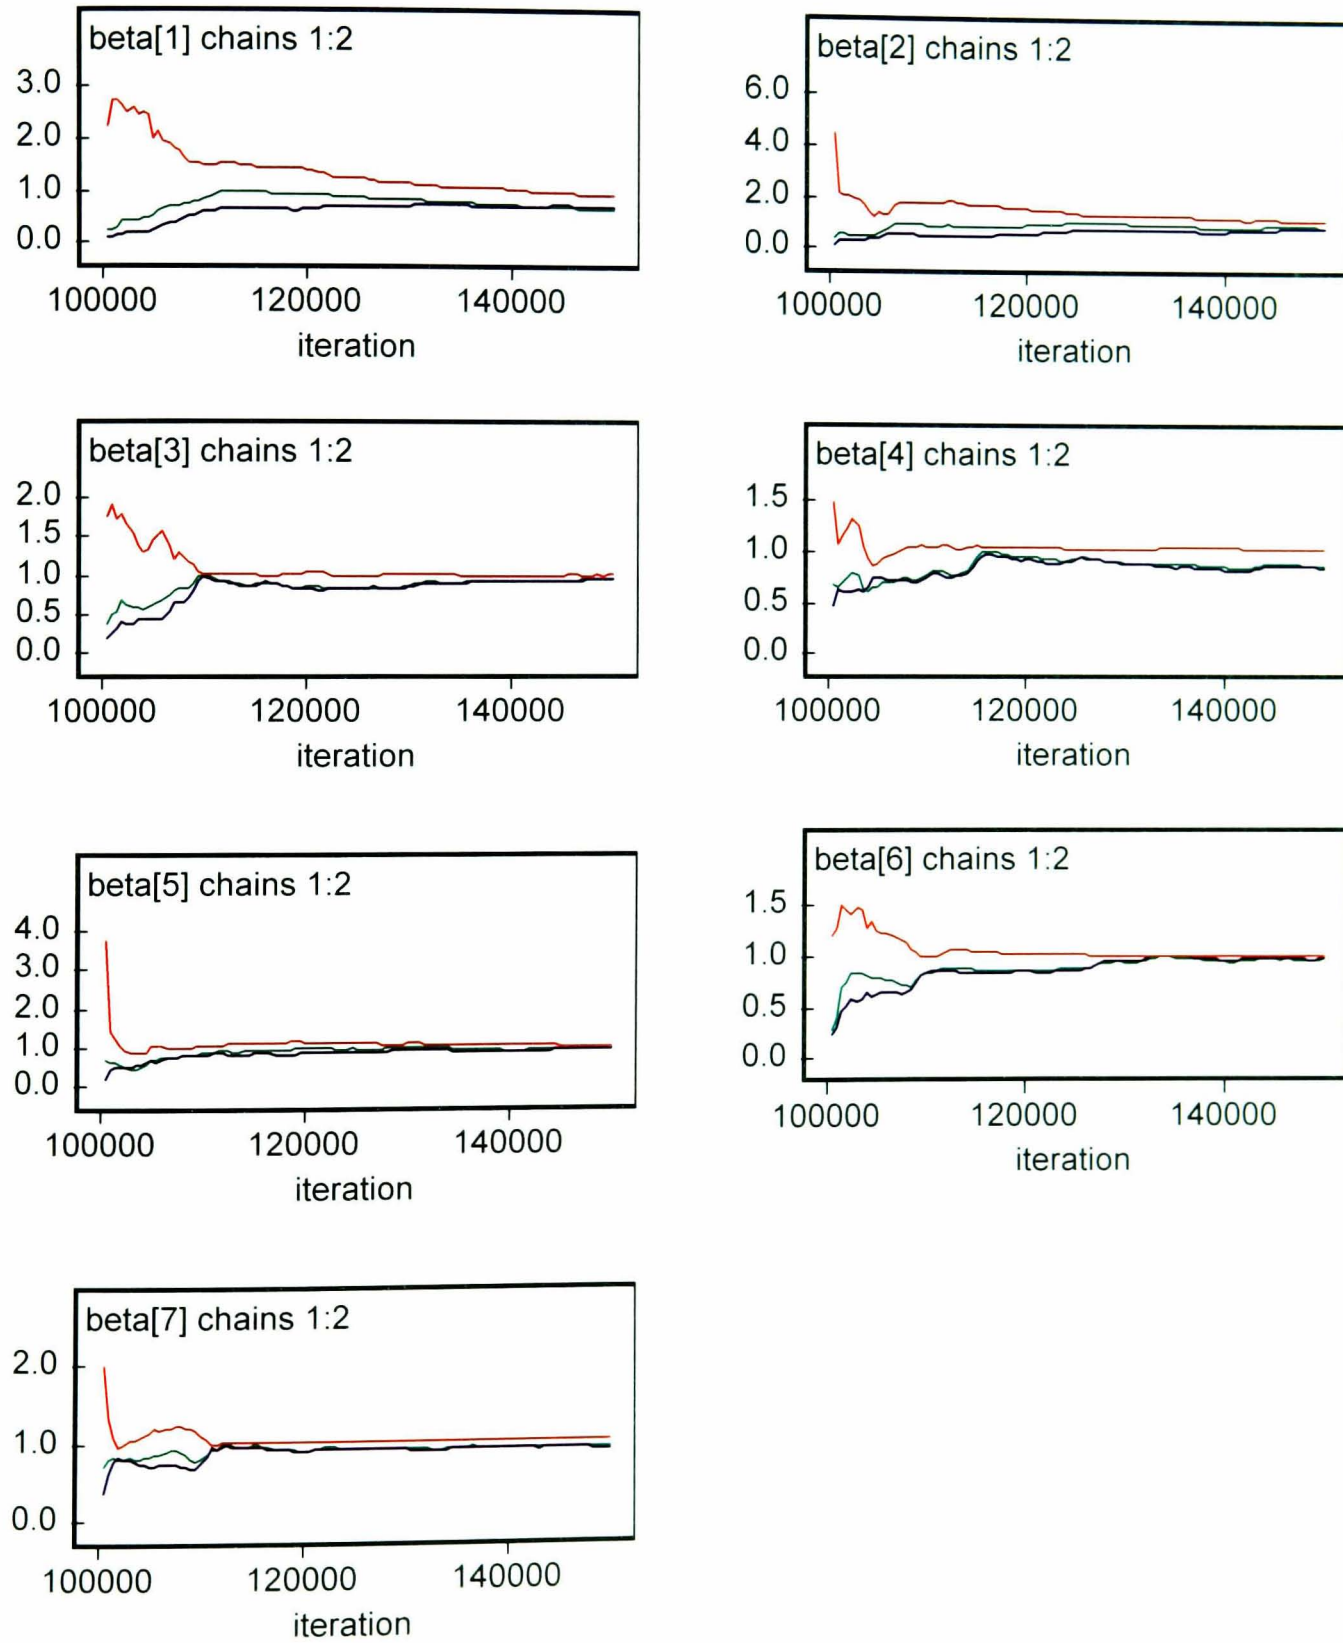 beta[1] chains 1:2
3.0
2.0
1.0
0.0
100000 120000 140000
iteration
beta[2] chains 1:2
6.0
4.0
2.0
0.0
100000 120000 140000
iteration
beta[3] chains 1:2
2.0
1.5
1.0
0.5
0.0
100000 120000 140000
iteration
beta[4] chains 1:2
1.5
1.0
0.5
0.0
100000 120000 140000
iteration
beta[5] chains 1:2
4.0
3.0
2.0
1.0
0.0
100000 120000 140000
iteration
beta[6] chains 1:2
1.5
1.0
0.5
0.0
100000 120000 140000
iteration
beta[7] chains 1:2
2.0
1.0
0.0
100000 120000 140000
iteration